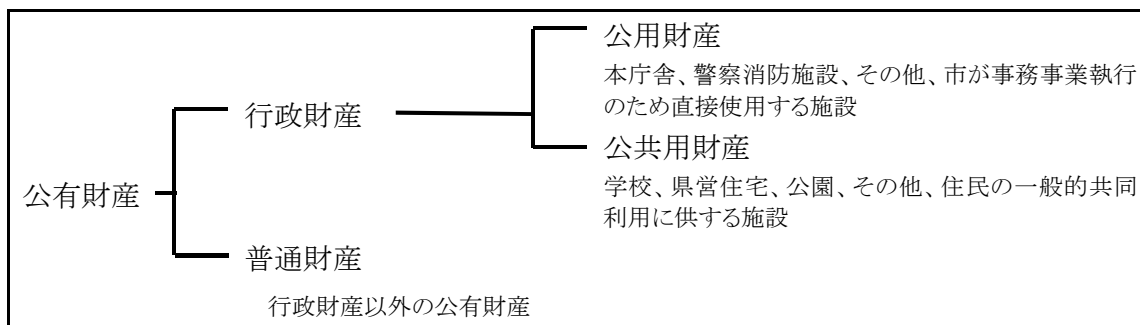 公用財産
本庁舎、警察消防施設、その他、市が事務事業執行
のため直接使用する施設
行政財産
公共用財産
学校、県営住宅、公園、その他、住民の一般的共同
利用に供する施設
公有財産
普通財産
行政財産以外の公有財産